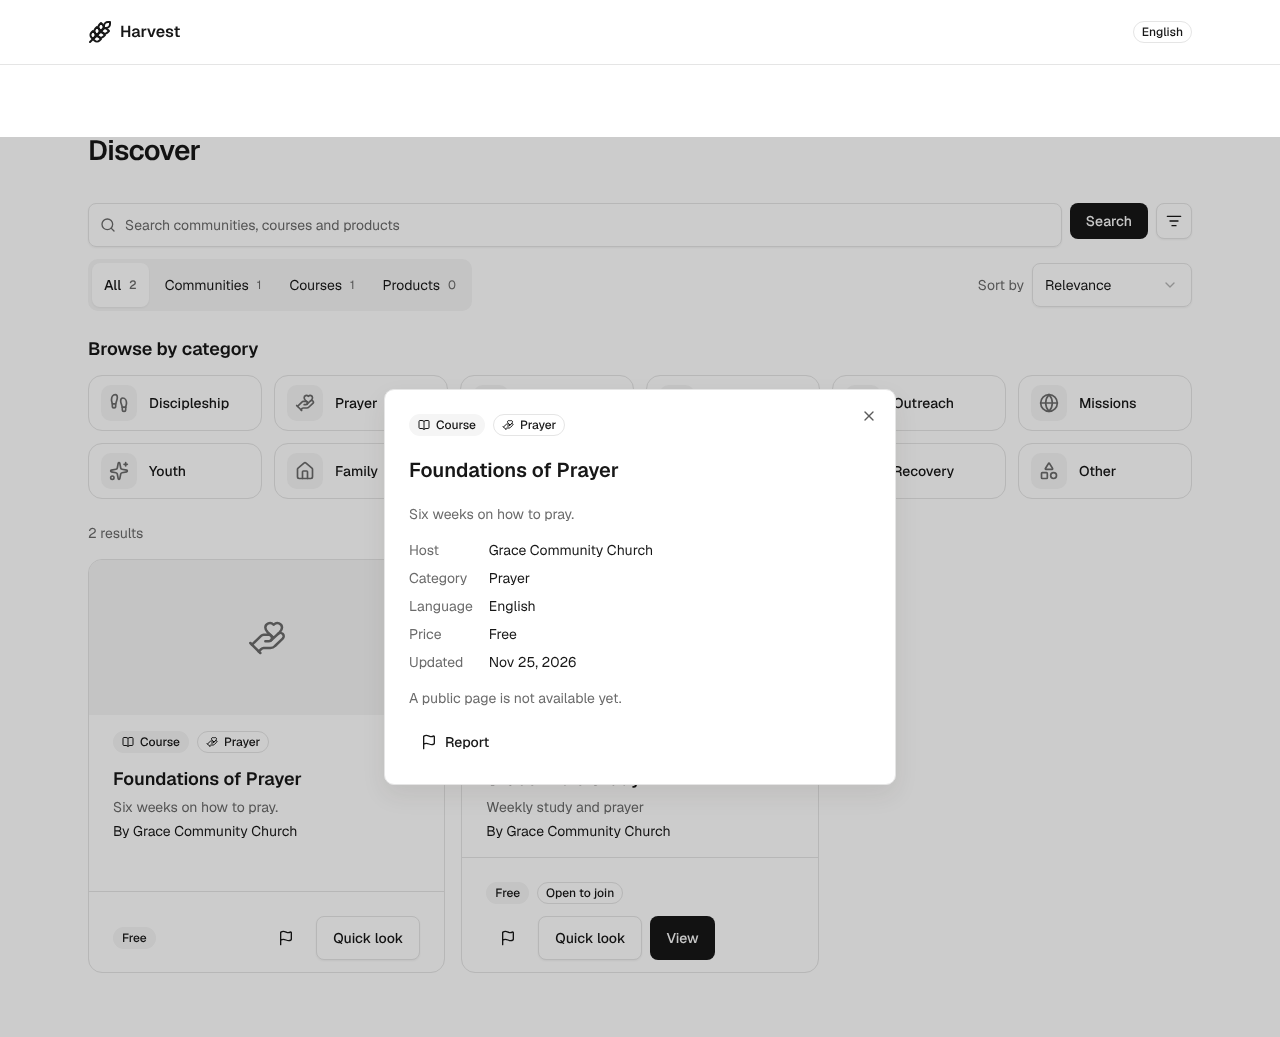 Harvest
English
Discover
Search communities, courses and products
Search
All 2
Communities 1
Courses 1
Products 0
Sort by
Relevance
Browse by category
Discipleship
Prayer
Outreach
Missions
Youth
Family
Recovery
Other
2 results
Course
Prayer
Foundations of Prayer
Six weeks on how to pray.
Host Grace Community Church
Category Prayer
Language English
Price Free
Updated Nov 25, 2026
A public page is not available yet.
Report
Course
Prayer
Foundations of Prayer
Six weeks on how to pray.
By Grace Community Church
Free
Quick look
Weekly study and prayer
By Grace Community Church
Free
Open to join
Quick look
View